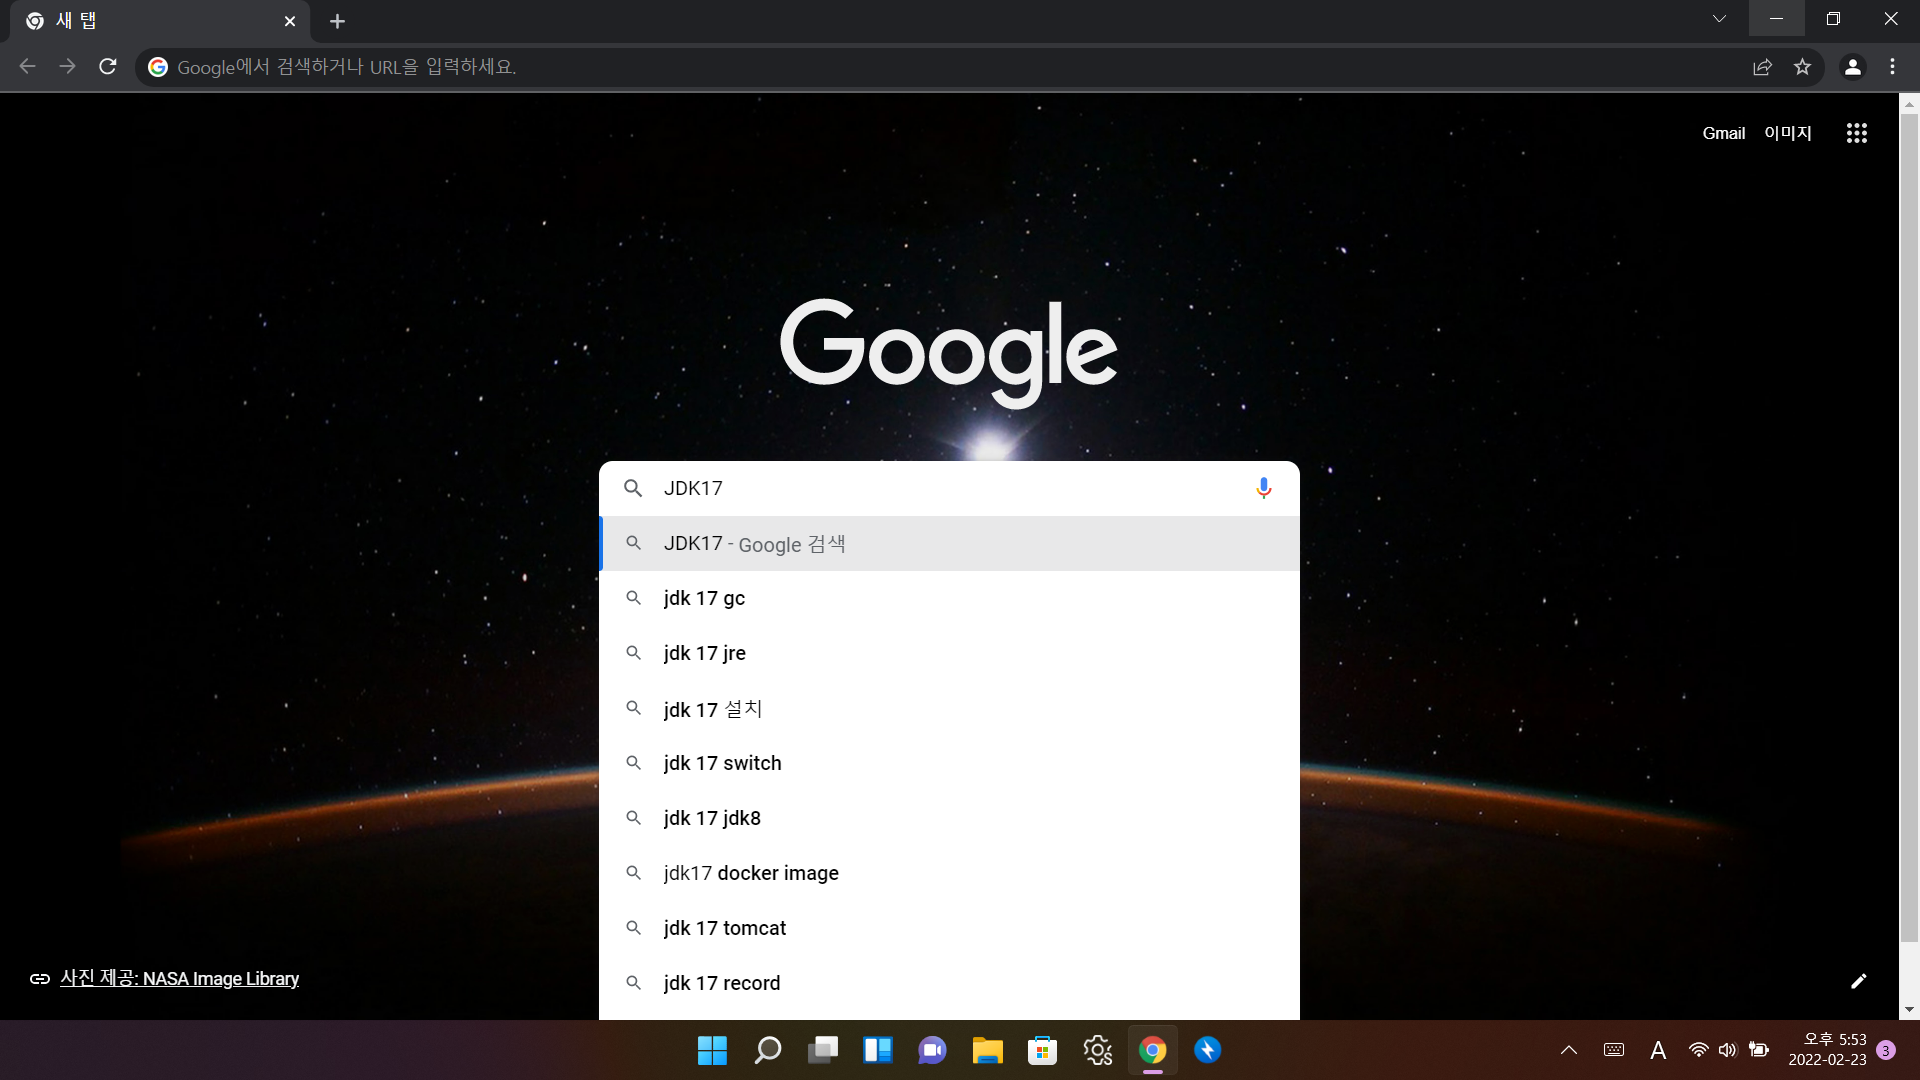 새 탭
Google에서 검색하거나 URL을 입력하세요.
Gmail 이미지
Google
JDK17
JDK17 - Google 검색
jdk 17 gc
jdk 17 jre
jdk 17 설치
jdk 17 switch
jdk 17 jdk8
jdk17 docker image
jdk 17 tomcat
jdk 17 record
사진 제공: NASA Image Library
A
오후 5:53
2022-02-23
3